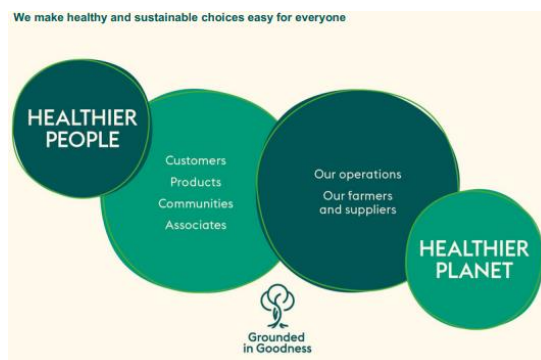 We make healthy and sustainable choices easy for everyone
HEALTHIER
PEOPLE
Customers
Products
Communities
Associates
Our operations
Our farmers
and suppliers
HEALTHIER
PLANET
Grounded
in Goodness